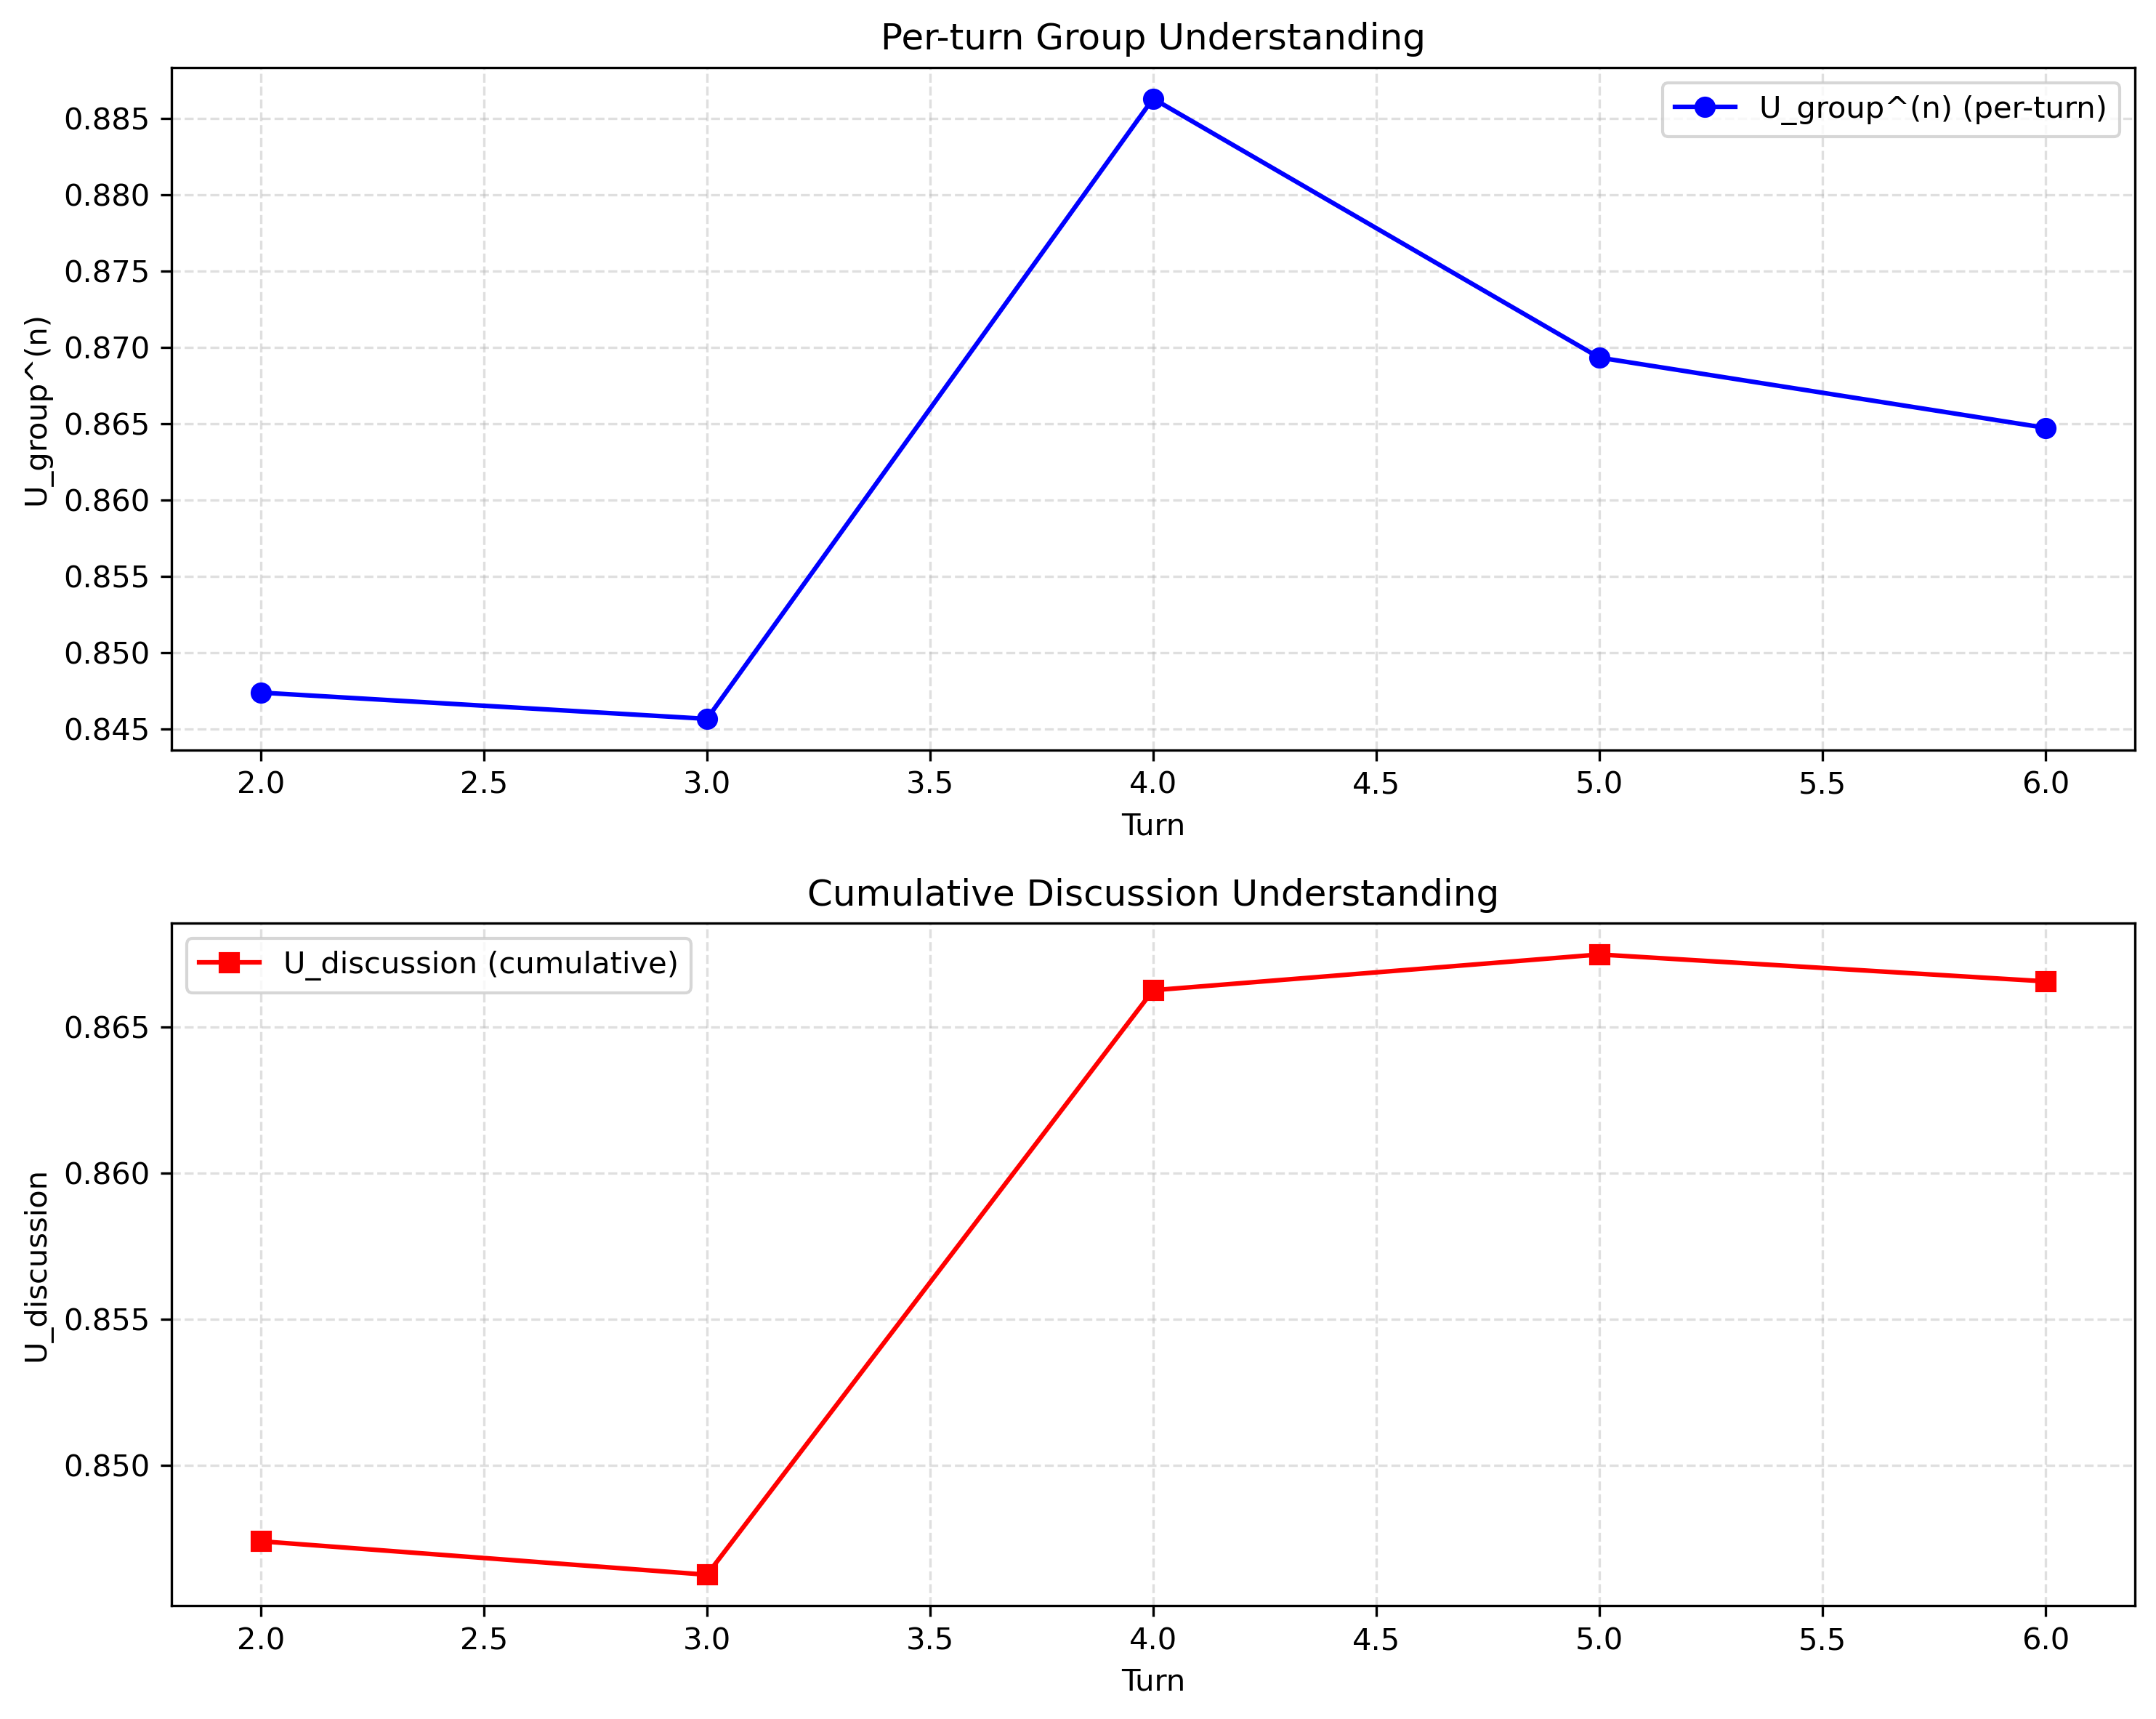 Per-turn Group Understanding
U_group^(n) (per-turn)
U_group^(n)
0.885
0.880
0.875
0.870
0.865
0.860
0.855
0.850
0.845
2.0 2.5 3.0 3.5 4.0 4.5 5.0 5.5 6.0
Turn
Cumulative Discussion Understanding
U_discussion (cumulative)
U_discussion
0.865
0.860
0.855
0.850
2.0 2.5 3.0 3.5 4.0 4.5 5.0 5.5 6.0
Turn